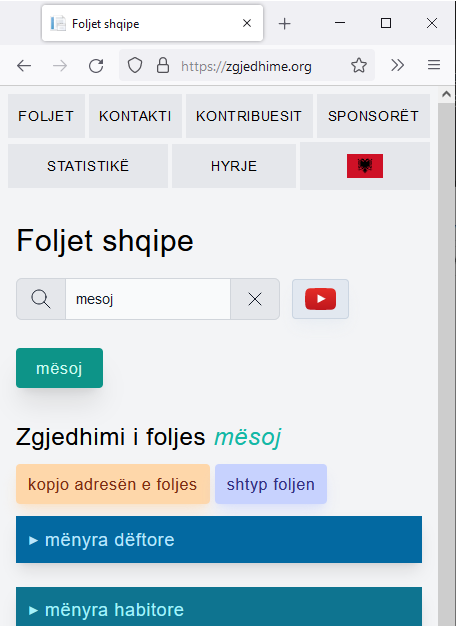 Foljet shqipe
https://zgjedhime.org
FOLJET KONTAKTI KONTRIBUESIT SPONSORËT
STATISTIKË HYRJE
Foljet shqipe
mesoj
mësoj
Zgjedhimi i foljes mësoj
kopjo adresën e foljes shtyp foljen
▸ mënyra dëftore
▸ mënyra habitore